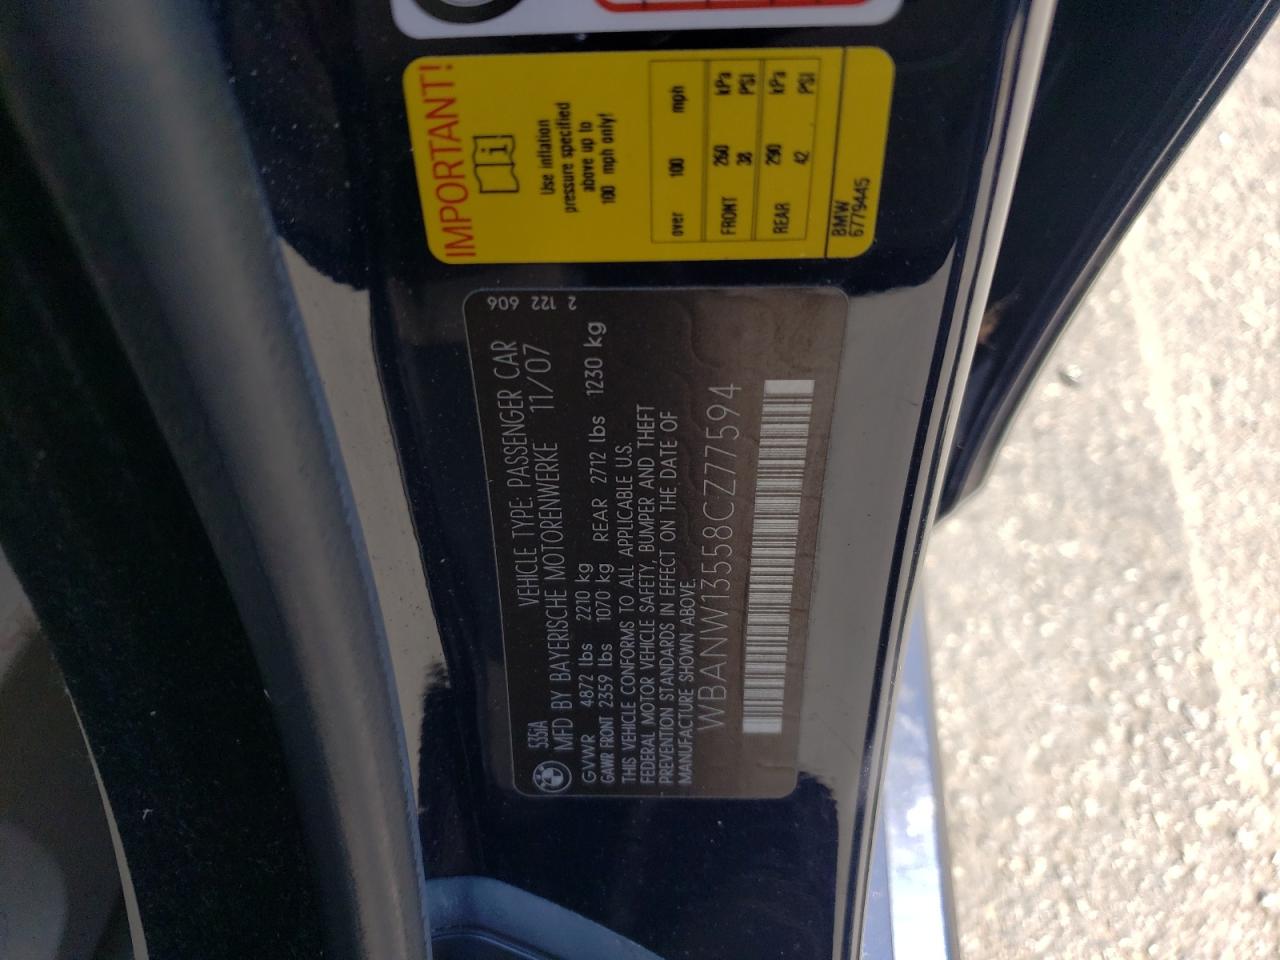 IMPORTANT!
i
Use inflation
pressure specified
above up to
100 mph only!
over 100 mph
FRONT 260 kPa
38 PSI
REAR 290 kPa
42 PSI
BMW
6779445
535iA VEHICLE TYPE: PASSENGER CAR 606
MFD BY BAYERISCHE MOTORENWERKE 11/07 122
GVWR 4872 lbs 2210 kg 2
GAWR FRONT 2359 lbs 1070 kg REAR 2712 lbs 1230 kg
THIS VEHICLE CONFORMS TO ALL APPLICABLE U.S.
FEDERAL MOTOR VEHICLE SAFETY, BUMPER AND THEFT
PREVENTION STANDARDS IN EFFECT ON THE DATE OF
MANUFACTURE SHOWN ABOVE.
WBANW13558CZ77594